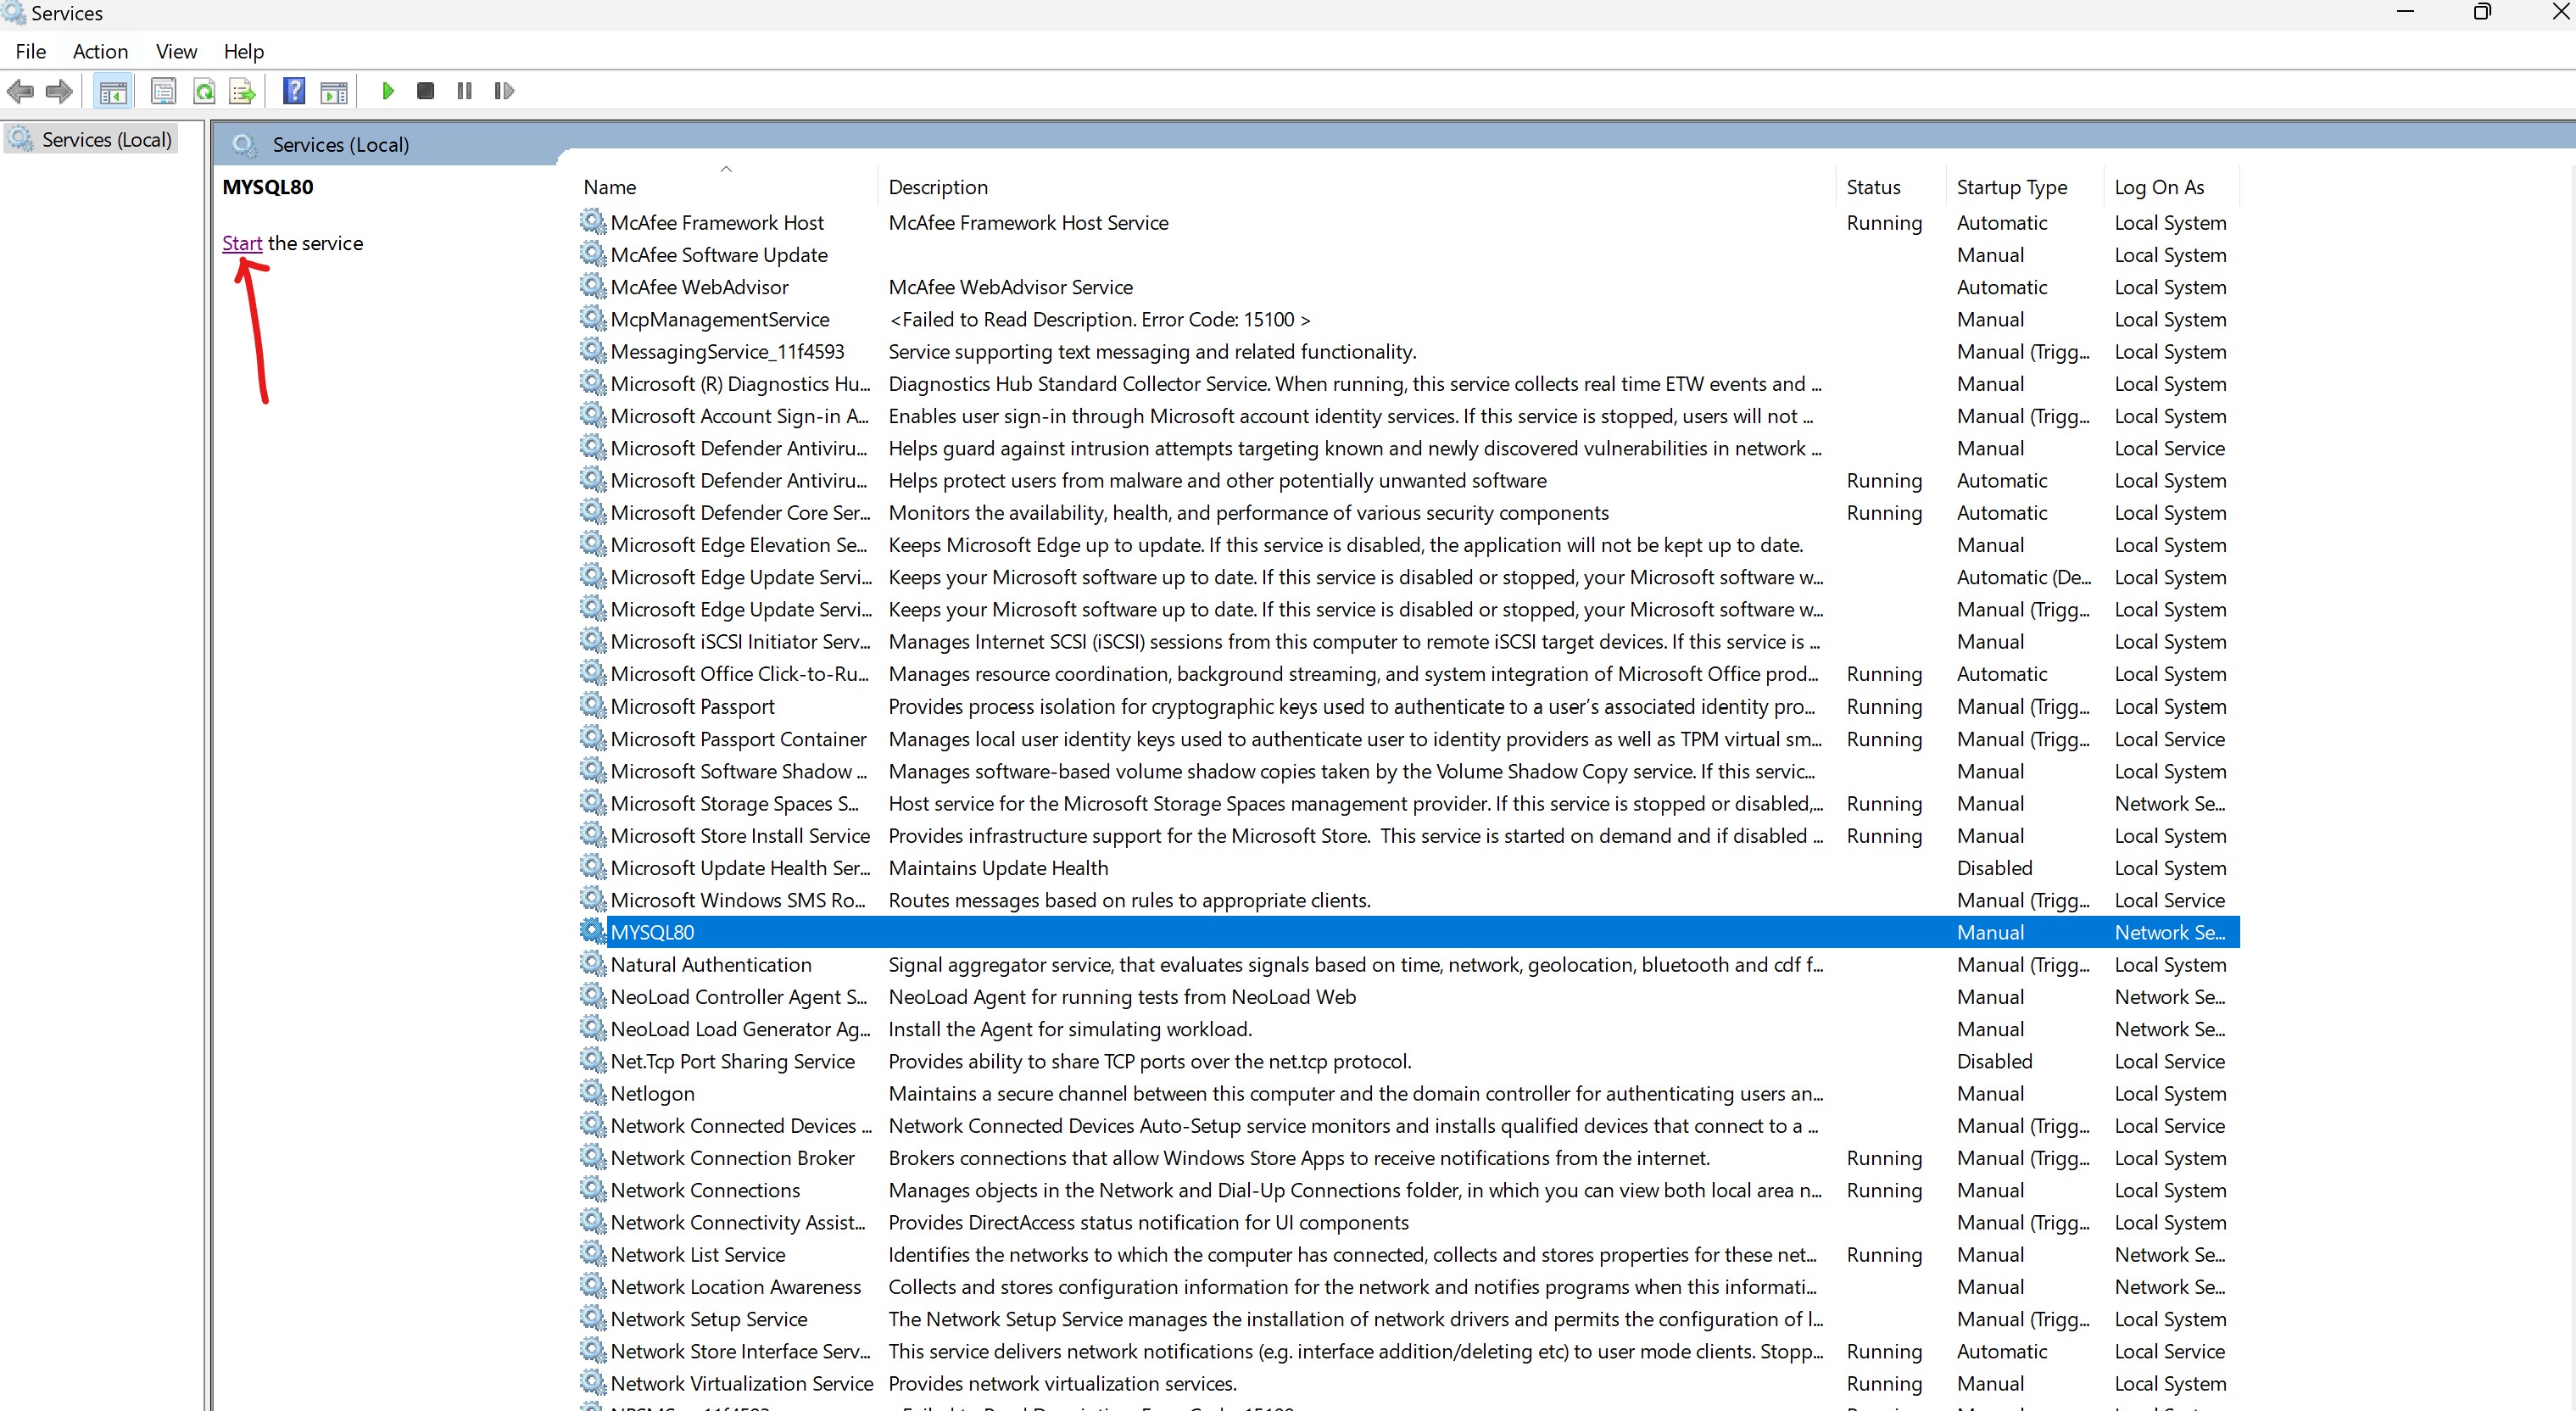 Services
File Action View Help
Services (Local)
Services (Local)
MYSQL80
Start the service
Name Description Status Startup Type Log On As
McAfee Framework Host McAfee Framework Host Service Running Automatic Local System
McAfee Software Update Manual Local System
McAfee WebAdvisor McAfee WebAdvisor Service Automatic Local System
McpManagementService <Failed to Read Description. Error Code: 15100 > Manual Local System
MessagingService_11f4593 Service supporting text messaging and related functionality. Manual (Trigg... Local System
Microsoft (R) Diagnostics Hu... Diagnostics Hub Standard Collector Service. When running, this service collects real time ETW events and ... Manual Local System
Microsoft Account Sign-in A... Enables user sign-in through Microsoft account identity services. If this service is stopped, users will not ... Manual (Trigg... Local System
Microsoft Defender Antiviru... Helps guard against intrusion attempts targeting known and newly discovered vulnerabilities in network ... Manual Local Service
Microsoft Defender Antiviru... Helps protect users from malware and other potentially unwanted software Running Automatic Local System
Microsoft Defender Core Ser... Monitors the availability, health, and performance of various security components Running Automatic Local System
Microsoft Edge Elevation Se... Keeps Microsoft Edge up to update. If this service is disabled, the application will not be kept up to date. Manual Local System
Microsoft Edge Update Servi... Keeps your Microsoft software up to date. If this service is disabled or stopped, your Microsoft software w... Automatic (De... Local System
Microsoft Edge Update Servi... Keeps your Microsoft software up to date. If this service is disabled or stopped, your Microsoft software w... Manual (Trigg... Local System
Microsoft iSCSI Initiator Serv... Manages Internet SCSI (iSCSI) sessions from this computer to remote iSCSI target devices. If this service is ... Manual Local System
Microsoft Office Click-to-Ru... Manages resource coordination, background streaming, and system integration of Microsoft Office prod... Running Automatic Local System
Microsoft Passport Provides process isolation for cryptographic keys used to authenticate to a user's associated identity pro... Running Manual (Trigg... Local System
Microsoft Passport Container Manages local user identity keys used to authenticate user to identity providers as well as TPM virtual sm... Running Manual (Trigg... Local Service
Microsoft Software Shadow ... Manages software-based volume shadow copies taken by the Volume Shadow Copy service. If this servic... Manual Local System
Microsoft Storage Spaces S... Host service for the Microsoft Storage Spaces management provider. If this service is stopped or disabled,... Running Manual Network Se...
Microsoft Store Install Service Provides infrastructure support for the Microsoft Store. This service is started on demand and if disabled ... Running Manual Local System
Microsoft Update Health Ser... Maintains Update Health Disabled Local System
Microsoft Windows SMS Ro... Routes messages based on rules to appropriate clients. Manual (Trigg... Local Service
MYSQL80 Manual Network Se...
Natural Authentication Signal aggregator service, that evaluates signals based on time, network, geolocation, bluetooth and cdf f... Manual (Trigg... Local System
NeoLoad Controller Agent S... NeoLoad Agent for running tests from NeoLoad Web Manual Network Se...
NeoLoad Load Generator Ag... Install the Agent for simulating workload. Manual Network Se...
Net.Tcp Port Sharing Service Provides ability to share TCP ports over the net.tcp protocol. Disabled Local Service
Netlogon Maintains a secure channel between this computer and the domain controller for authenticating users an... Manual Local System
Network Connected Devices ... Network Connected Devices Auto-Setup service monitors and installs qualified devices that connect to a ... Manual (Trigg... Local Service
Network Connection Broker Brokers connections that allow Windows Store Apps to receive notifications from the internet. Running Manual (Trigg... Local System
Network Connections Manages objects in the Network and Dial-Up Connections folder, in which you can view both local area n... Running Manual Local System
Network Connectivity Assist... Provides DirectAccess status notification for UI components Manual (Trigg... Local System
Network List Service Identifies the networks to which the computer has connected, collects and stores properties for these net... Running Manual Network Se...
Network Location Awareness Collects and stores configuration information for the network and notifies programs when this informati... Manual Network Se...
Network Setup Service The Network Setup Service manages the installation of network drivers and permits the configuration of l... Manual (Trigg... Local System
Network Store Interface Serv... This service delivers network notifications (e.g. interface addition/deleting etc) to user mode clients. Stopp... Running Automatic Local Service
Network Virtualization Service Provides network virtualization services. Running Manual Local System